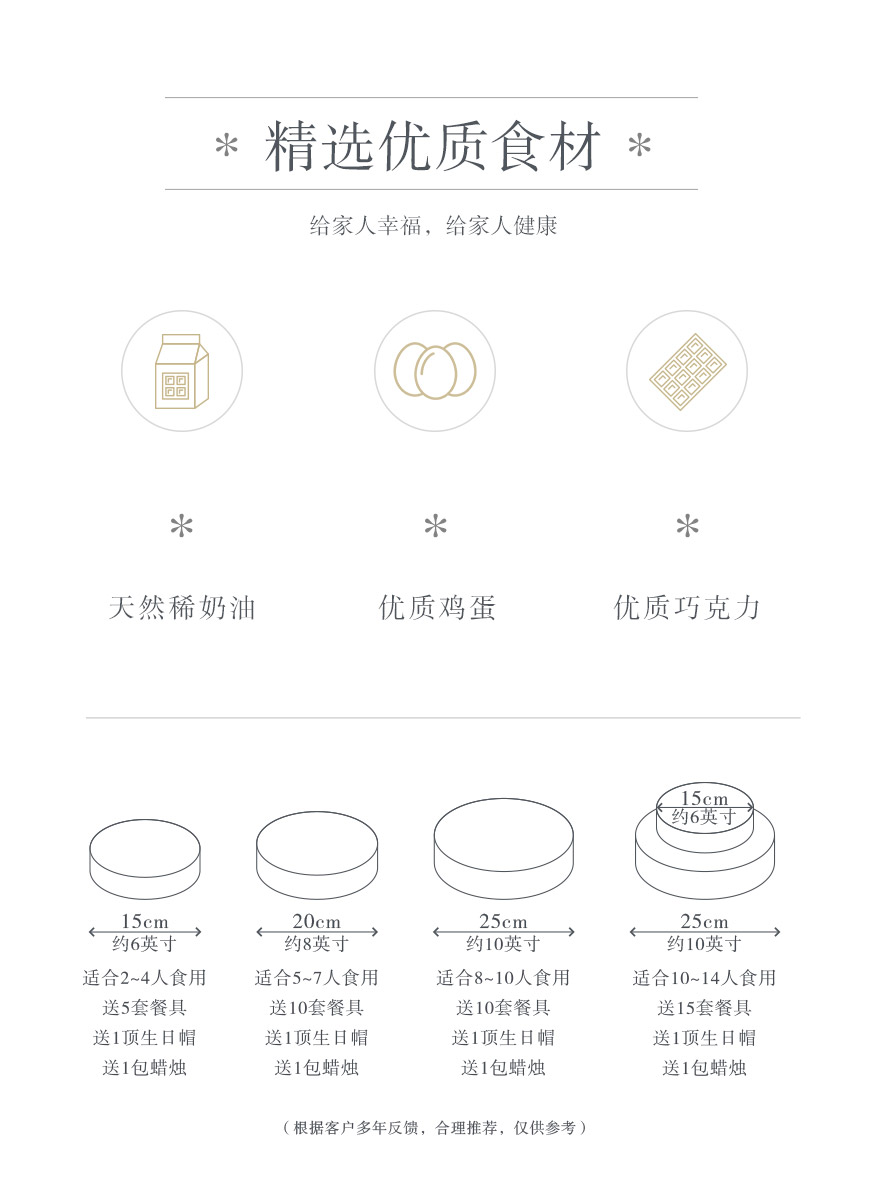 * 精选优质食材 *
给家人幸福，给家人健康
* * *
天然稀奶油 优质鸡蛋 优质巧克力
15cm
约6英寸
15cm 20cm 25cm 25cm
约6英寸 约8英寸 约10英寸 约10英寸
适合2~4人食用 适合5~7人食用 适合8~10人食用 适合10~14人食用
送5套餐具 送10套餐具 送10套餐具 送15套餐具
送1顶生日帽 送1顶生日帽 送1顶生日帽 送1顶生日帽
送1包蜡烛 送1包蜡烛 送1包蜡烛 送1包蜡烛
（根据客户多年反馈，合理推荐，仅供参考）